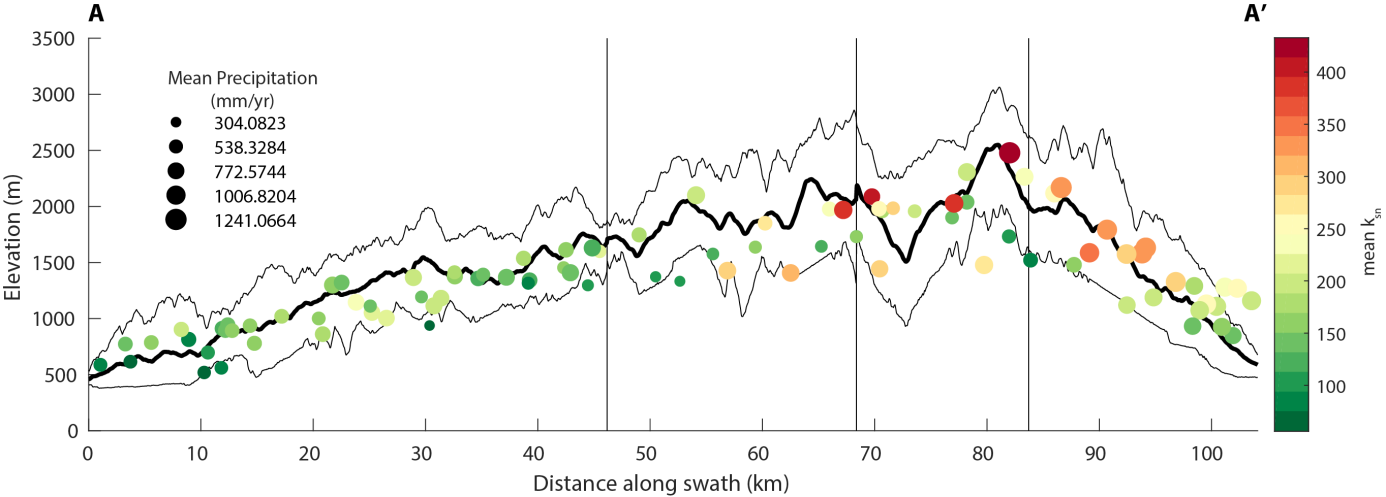 A A′
3500
3000
2500
2000
1500
1000
500
0
Elevation (m)
Mean Precipitation
(mm/yr)
304.0823
538.3284
772.5744
1006.8204
1241.0664
0 10 20 30 40 50 60 70 80 90 100
Distance along swath (km)
400
350
300
250
200
150
100
mean ksn